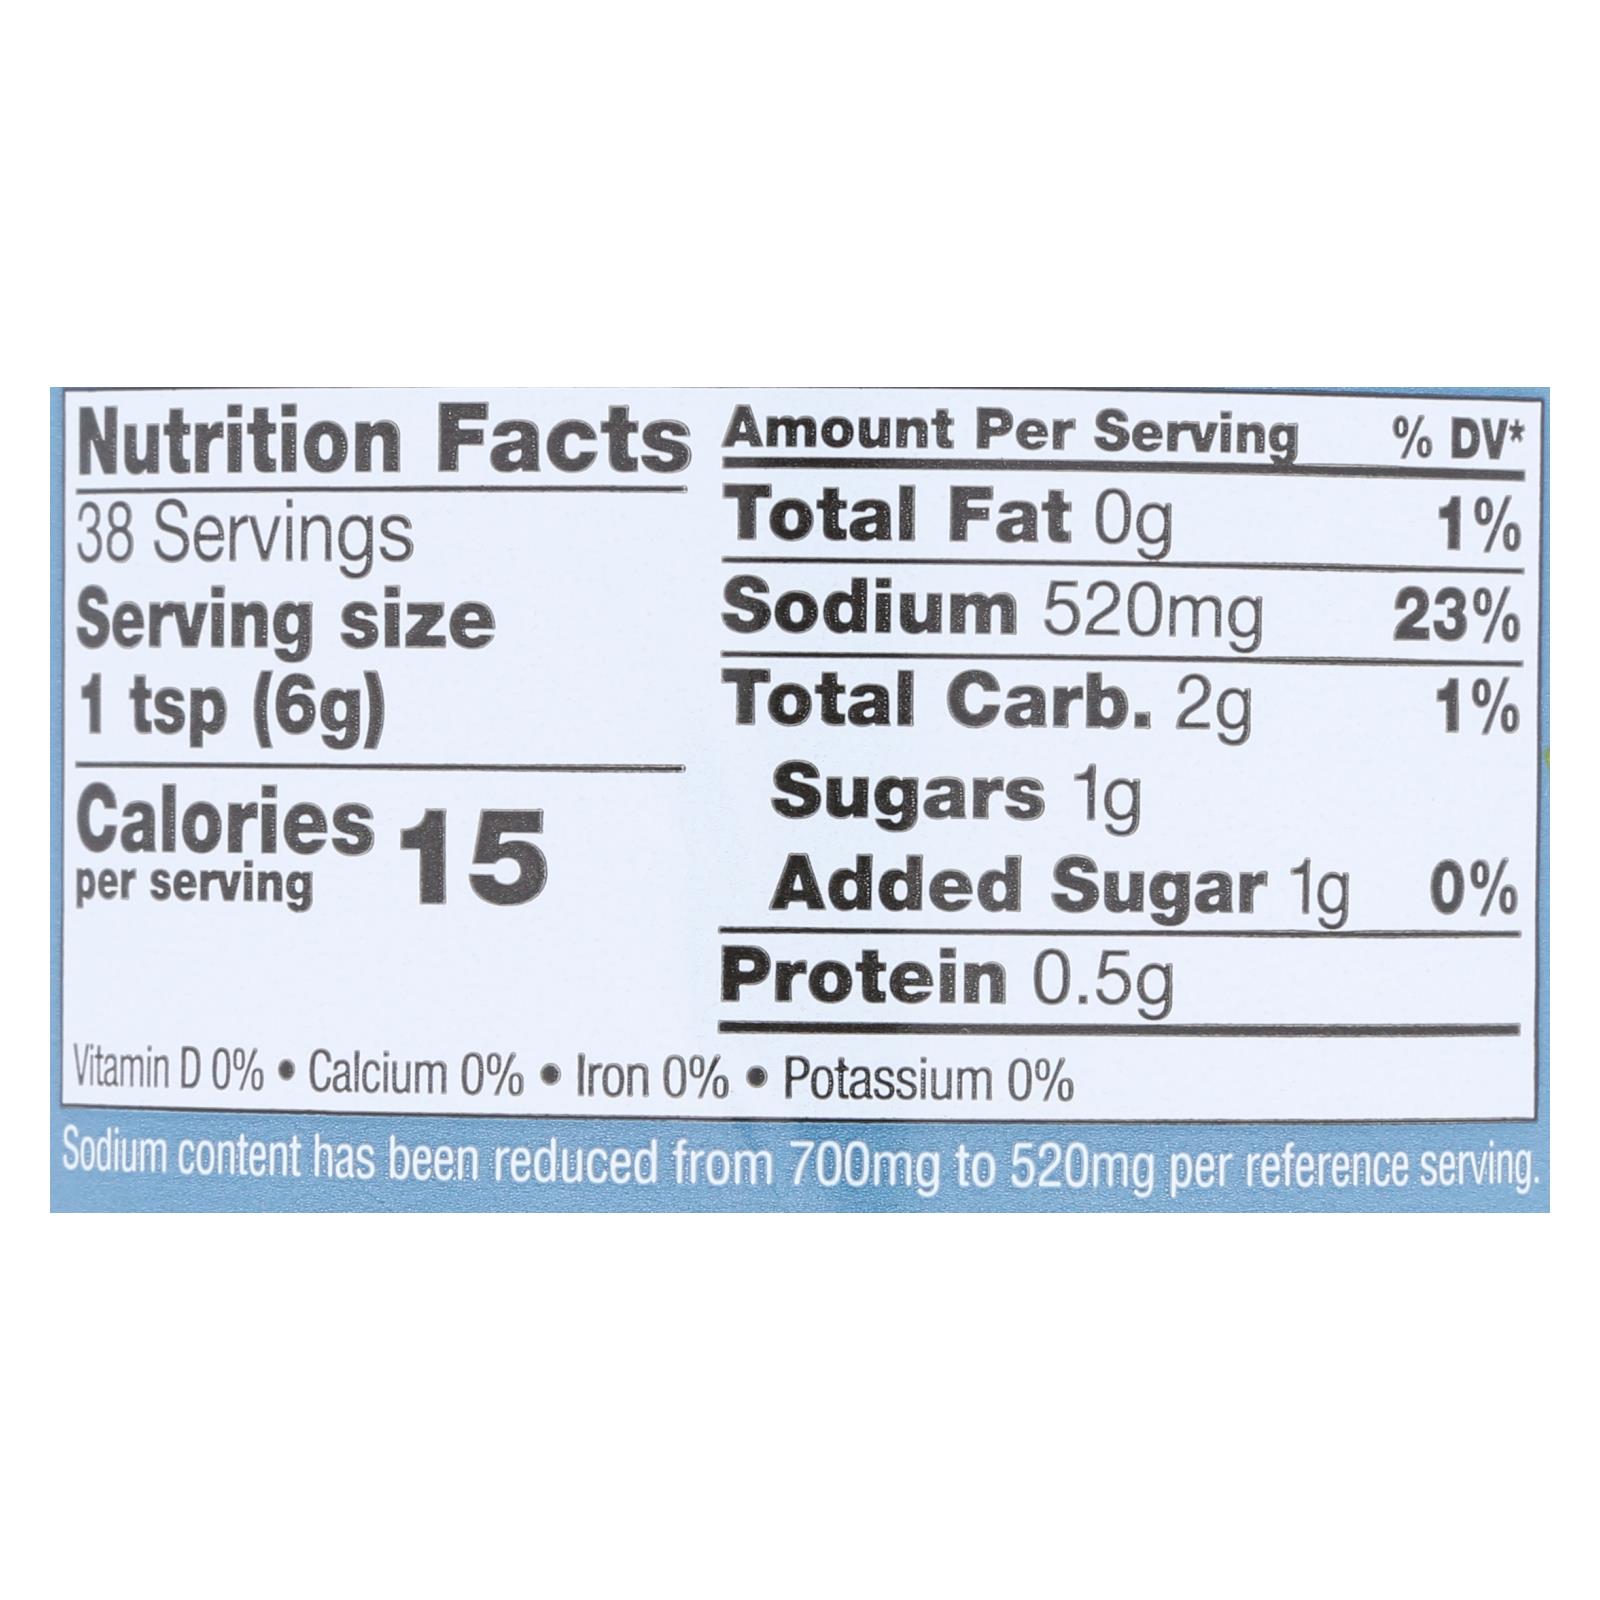 Nutrition Facts
38 Servings
Serving size
1 tsp (6g)
Calories 15
per serving
Amount Per Serving % DV*
Total Fat 0g 1%
Sodium 520mg 23%
Total Carb. 2g 1%
Sugars 1g
Added Sugar 1g 0%
Protein 0.5g
Vitamin D 0% • Calcium 0% • Iron 0% • Potassium 0%
Sodium content has been reduced from 700mg to 520mg per reference serving.